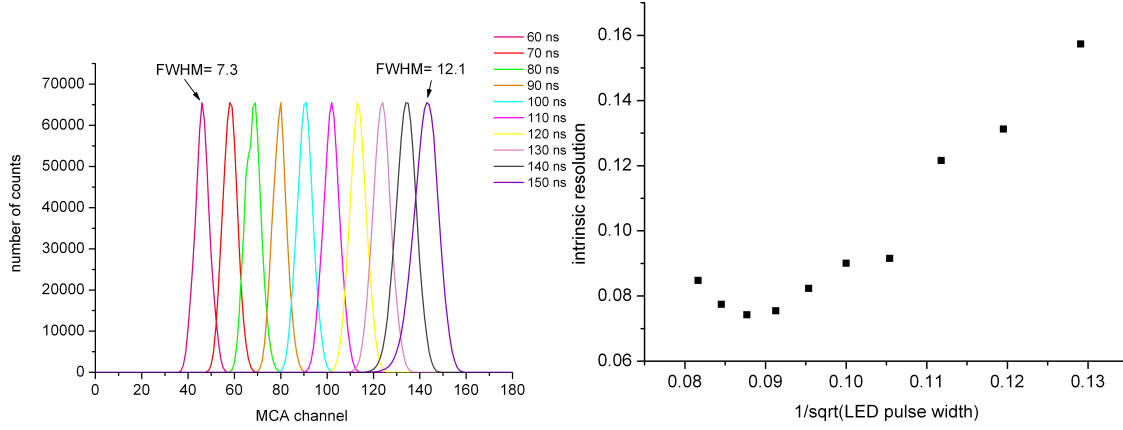 FWHM= 7.3
FWHM= 12.1
60 ns
70 ns
80 ns
90 ns
100 ns
110 ns
120 ns
130 ns
140 ns
150 ns
number of counts
70000
60000
50000
40000
30000
20000
10000
0
0 20 40 60 80 100 120 140 160 180
MCA channel
intrinsic resolution
0.16
0.14
0.12
0.10
0.08
0.06
0.08 0.09 0.10 0.11 0.12 0.13
1/sqrt(LED pulse width)